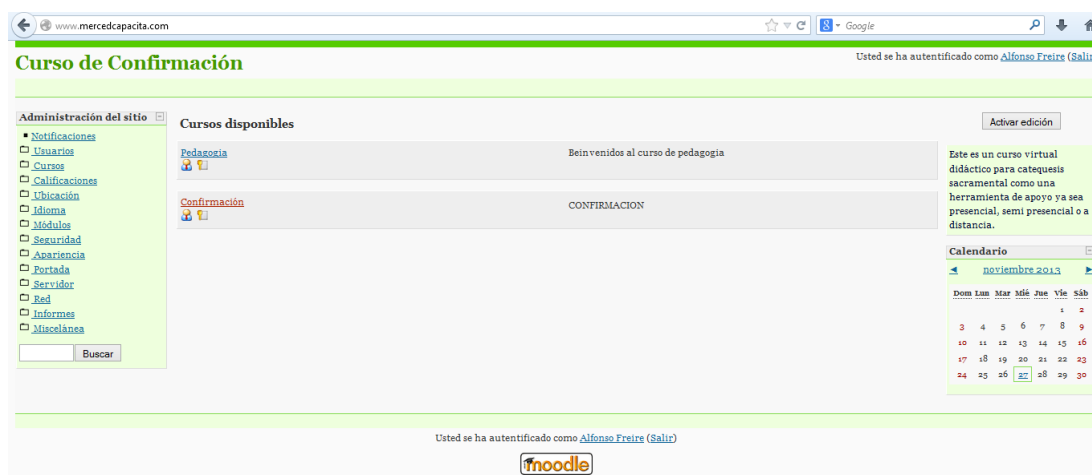 www.mercedcapacita.com
Google
Curso de Confirmación
Usted se ha autentificado como Alfonso Freire (Salir
Administración del sitio
Notificaciones
Usuarios
Cursos
Calificaciones
Ubicación
Idioma
Módulos
Seguridad
Apariencia
Portada
Servidor
Red
Informes
Miscelánea
Buscar
Cursos disponibles
Pedagogia
Beinvenidos al curso de pedagogia
Confirmación
CONFIRMACION
Activar edición
Este es un curso virtual
didáctico para catequesis
sacramental como una
herramienta de apoyo ya sea
presencial, semi presencial o a
distancia.
Calendario
noviembre 2013
Dom Lun Mar Mié Jue Vie Sáb
1 2
3 4 5 6 7 8 9
10 11 12 13 14 15 16
17 18 19 20 21 22 23
24 25 26 27 28 29 30
Usted se ha autentificado como Alfonso Freire (Salir)
moodle